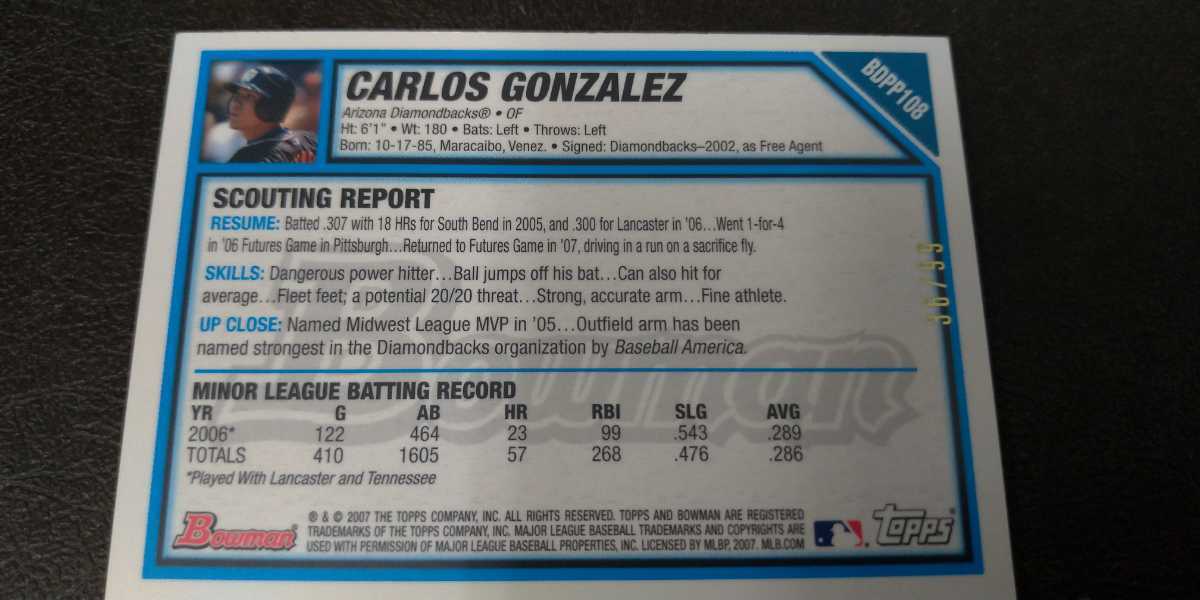 CARLOS GONZALEZ
BDPP108
Arizona Diamondbacks® • OF
Ht: 6'1" • Wt: 180 • Bats: Left • Throws: Left
Born: 10-17-85, Maracaibo, Venez. • Signed: Diamondbacks–2002, as Free Agent
SCOUTING REPORT
RESUME: Batted .307 with 18 HRs for South Bend in 2005, and .300 for Lancaster in '06...Went 1-for-4
in '06 Futures Game in Pittsburgh...Returned to Futures Game in '07, driving in a run on a sacrifice fly.
SKILLS: Dangerous power hitter...Ball jumps off his bat...Can also hit for
average...Fleet feet; a potential 20/20 threat...Strong, accurate arm...Fine athlete.
UP CLOSE: Named Midwest League MVP in '05...Outfield arm has been
named strongest in the Diamondbacks organization by Baseball America.
36/99
Bowman
MINOR LEAGUE BATTING RECORD
YR G AB HR RBI SLG AVG
2006* 122 464 23 99 .543 .289
TOTALS 410 1605 57 268 .476 .286
*Played With Lancaster and Tennessee
Bowman
® & © 2007 THE TOPPS COMPANY, INC. ALL RIGHTS RESERVED. TOPPS AND BOWMAN ARE REGISTERED
TRADEMARKS OF THE TOPPS COMPANY, INC. MAJOR LEAGUE BASEBALL TRADEMARKS AND COPYRIGHTS ARE
USED WITH PERMISSION OF MAJOR LEAGUE BASEBALL PROPERTIES, INC. LICENSED BY MLBP, 2007. MLB.COM
topps